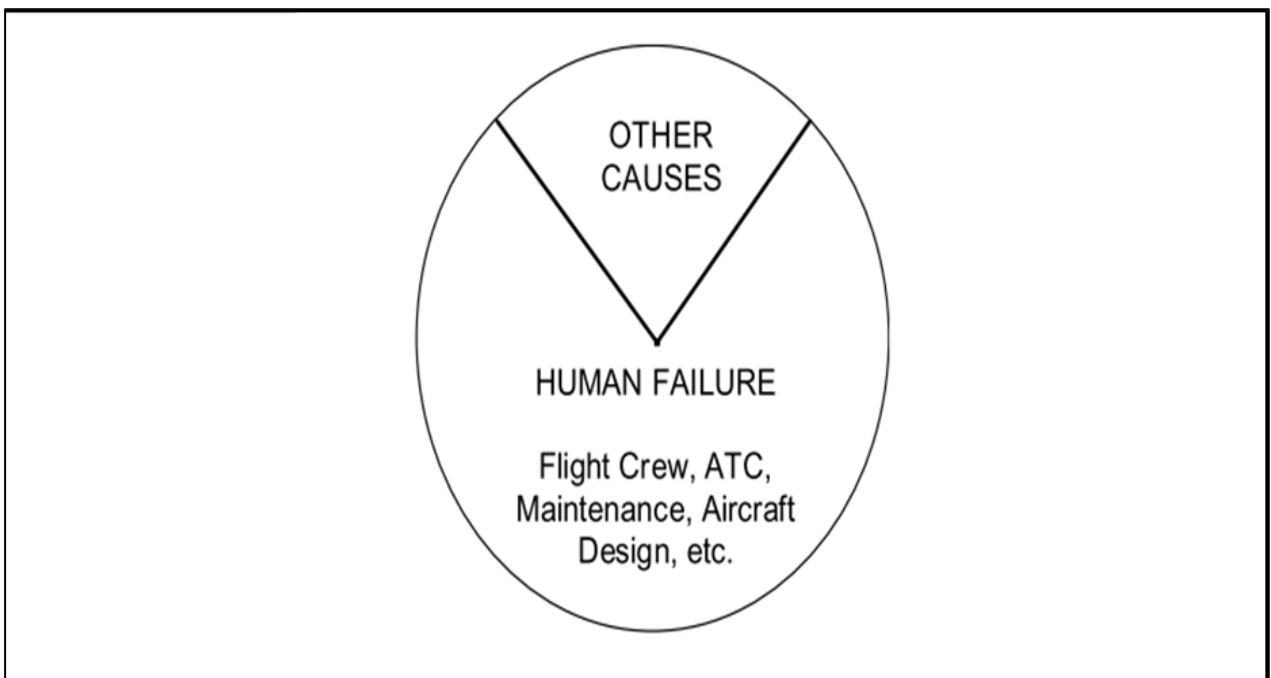 OTHER
CAUSES
HUMAN FAILURE
Flight Crew, ATC,
Maintenance, Aircraft
Design, etc.